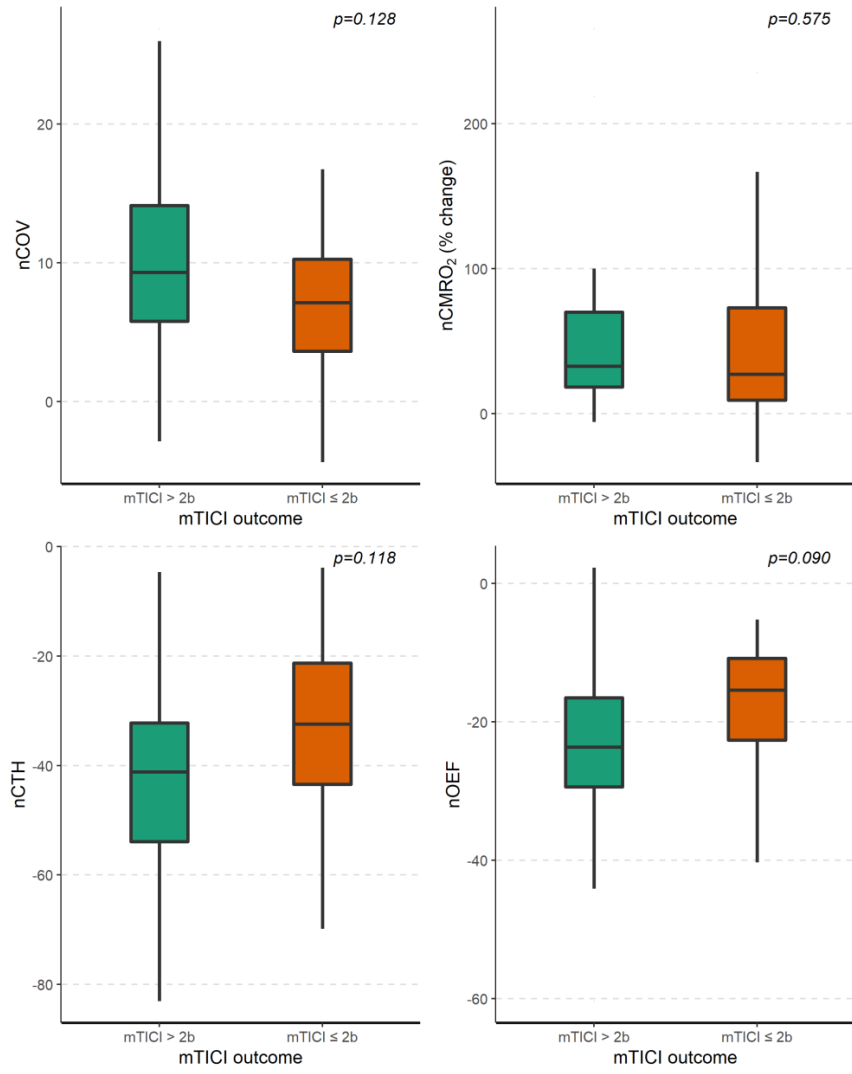 p=0.128
20
10
0
nCOV
mTICI > 2b
mTICI ≤ 2b
mTICI outcome
p=0.575
200
100
0
nCMRO₂ (% change)
mTICI > 2b
mTICI ≤ 2b
mTICI outcome
p=0.118
0
-20
-40
-60
-80
nCTH
mTICI > 2b
mTICI ≤ 2b
mTICI outcome
p=0.090
0
-20
-40
-60
nOEF
mTICI > 2b
mTICI ≤ 2b
mTICI outcome